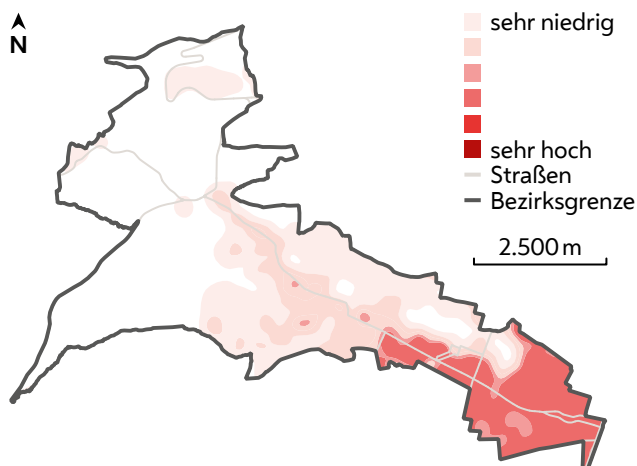 N
sehr niedrig
sehr hoch
Straßen
Bezirksgrenze
2.500 m